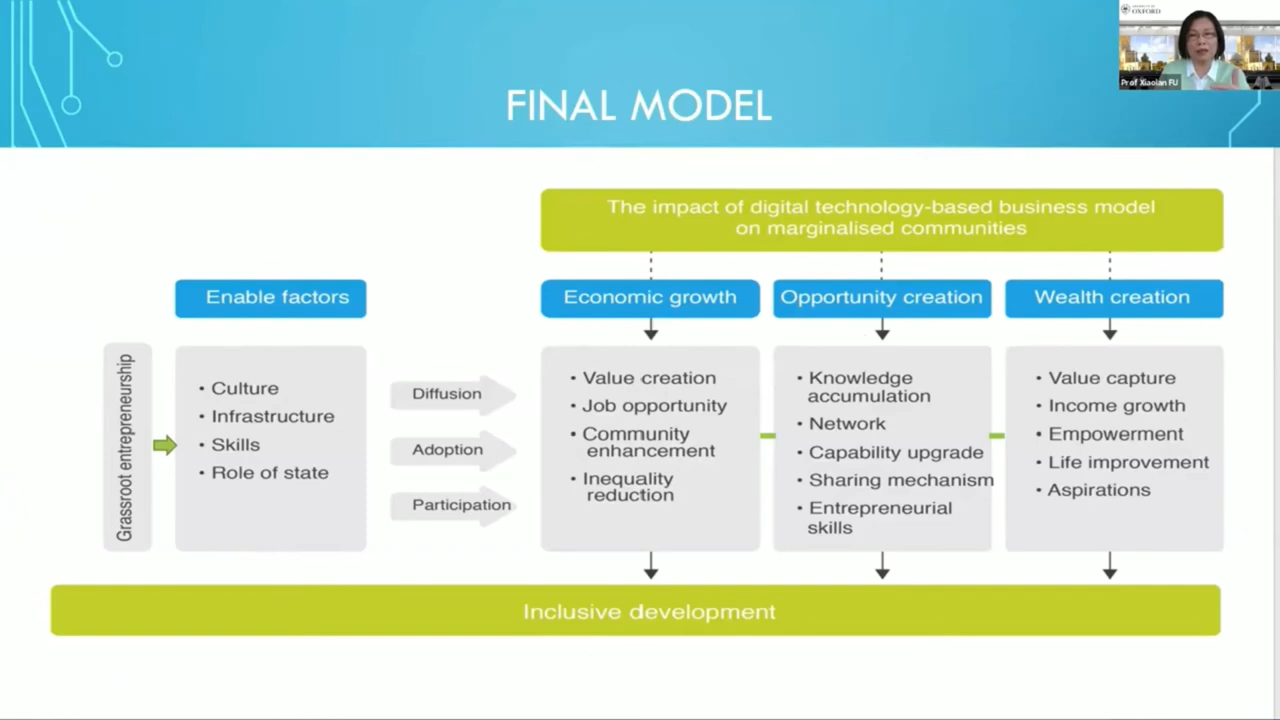 UNIVERSITY OF
OXFORD
Prof Xiaolan FU
FINAL MODEL
The impact of digital technology-based business model
on marginalised communities
Enable factors
Economic growth
Opportunity creation
Wealth creation
Grassroot entrepreneurship
• Culture
• Infrastructure
• Skills
• Role of state
Diffusion
Adoption
Participation
• Value creation
• Job opportunity
• Community
enhancement
• Inequality
reduction
• Knowledge
accumulation
• Network
• Capability upgrade
• Sharing mechanism
• Entrepreneurial
skills
• Value capture
• Income growth
• Empowerment
• Life improvement
• Aspirations
Inclusive development